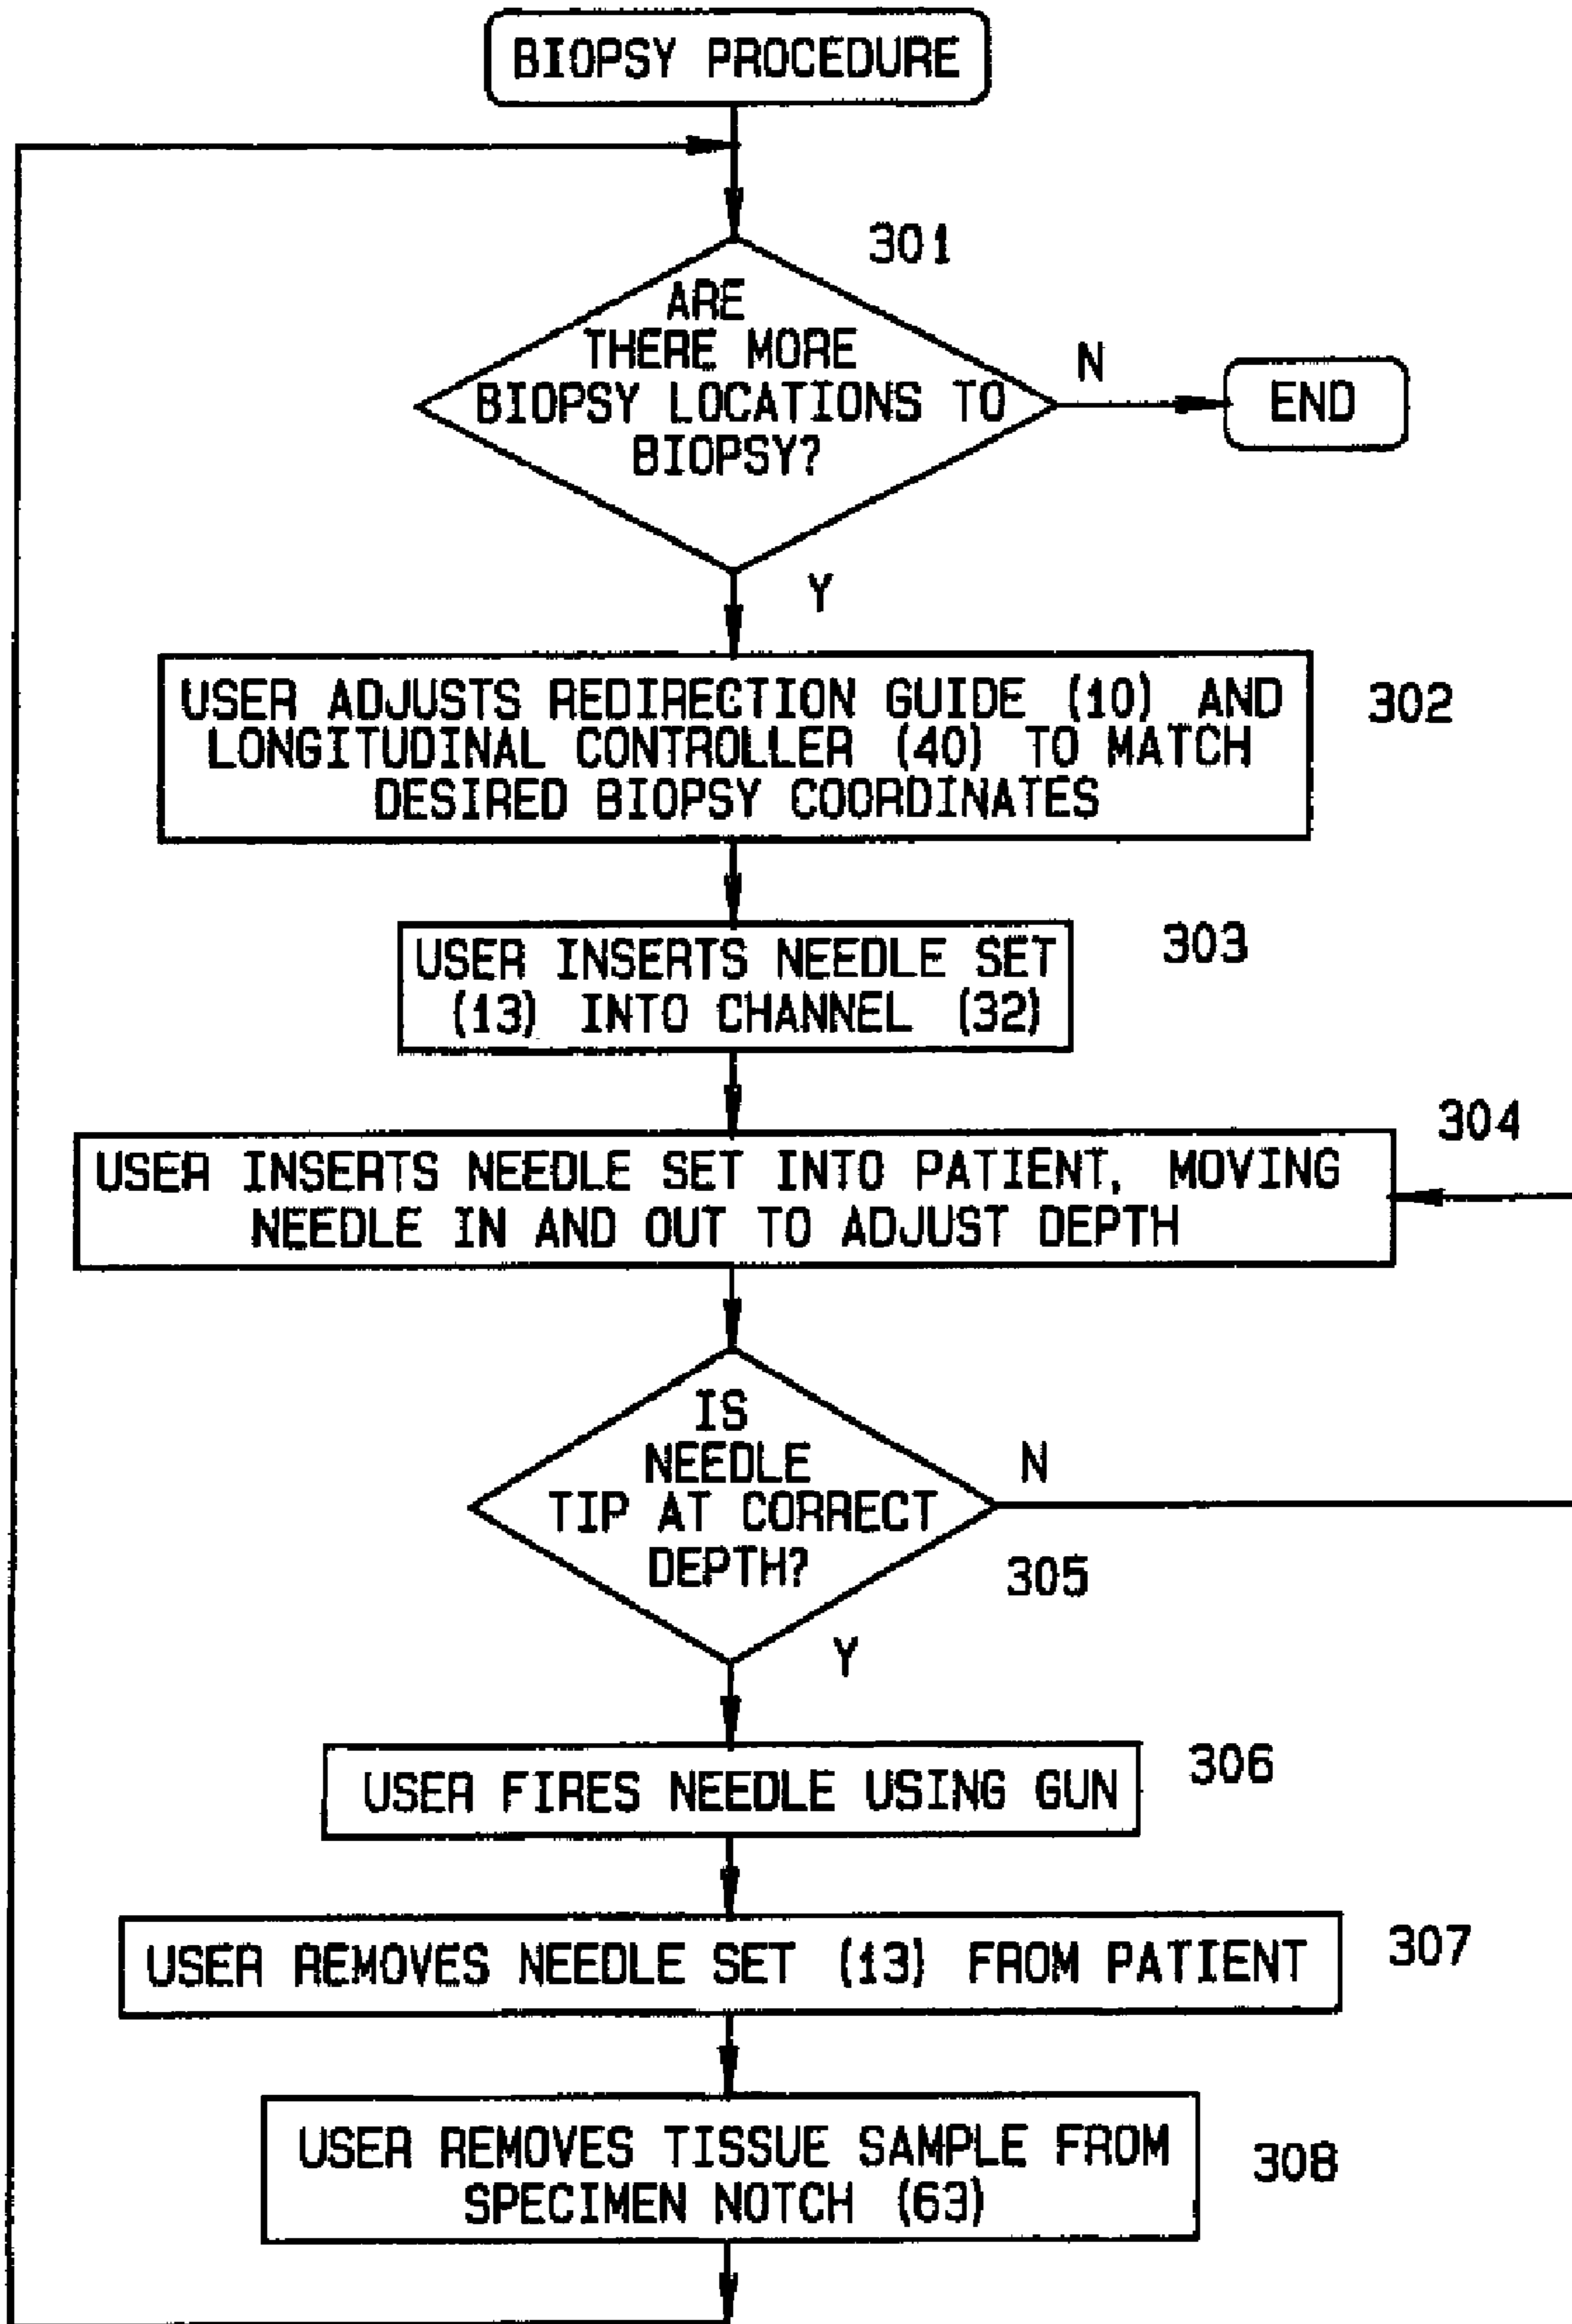 BIOPSY PROCEDURE
301
ARE
THERE MORE
BIOPSY LOCATIONS TO
BIOPSY?
N
END
Y
USER ADJUSTS REDIRECTION GUIDE (10) AND
LONGITUDINAL CONTROLLER (40) TO MATCH
DESIRED BIOPSY COORDINATES
302
USER INSERTS NEEDLE SET
(13) INTO CHANNEL (32)
303
304
USER INSERTS NEEDLE SET INTO PATIENT, MOVING
NEEDLE IN AND OUT TO ADJUST DEPTH
IS
NEEDLE
TIP AT CORRECT
DEPTH?
N
305
Y
USER FIRES NEEDLE USING GUN
306
USER REMOVES NEEDLE SET (13) FROM PATIENT
307
USER REMOVES TISSUE SAMPLE FROM
SPECIMEN NOTCH (63)
308